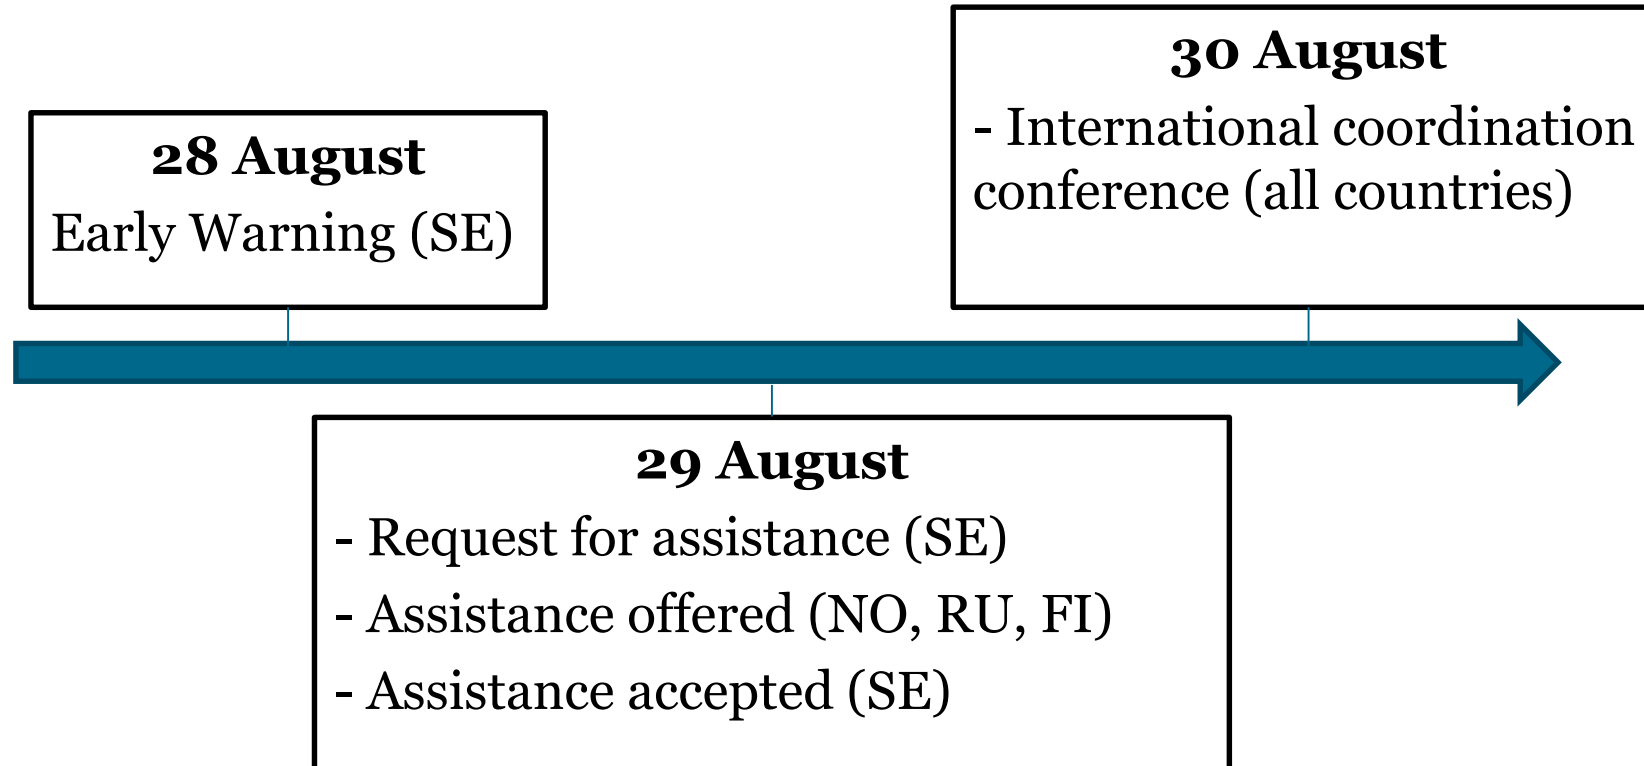 28 August
Early Warning (SE)
29 August
- Request for assistance (SE)
- Assistance offered (NO, RU, FI)
- Assistance accepted (SE)
30 August
- International coordination
conference (all countries)